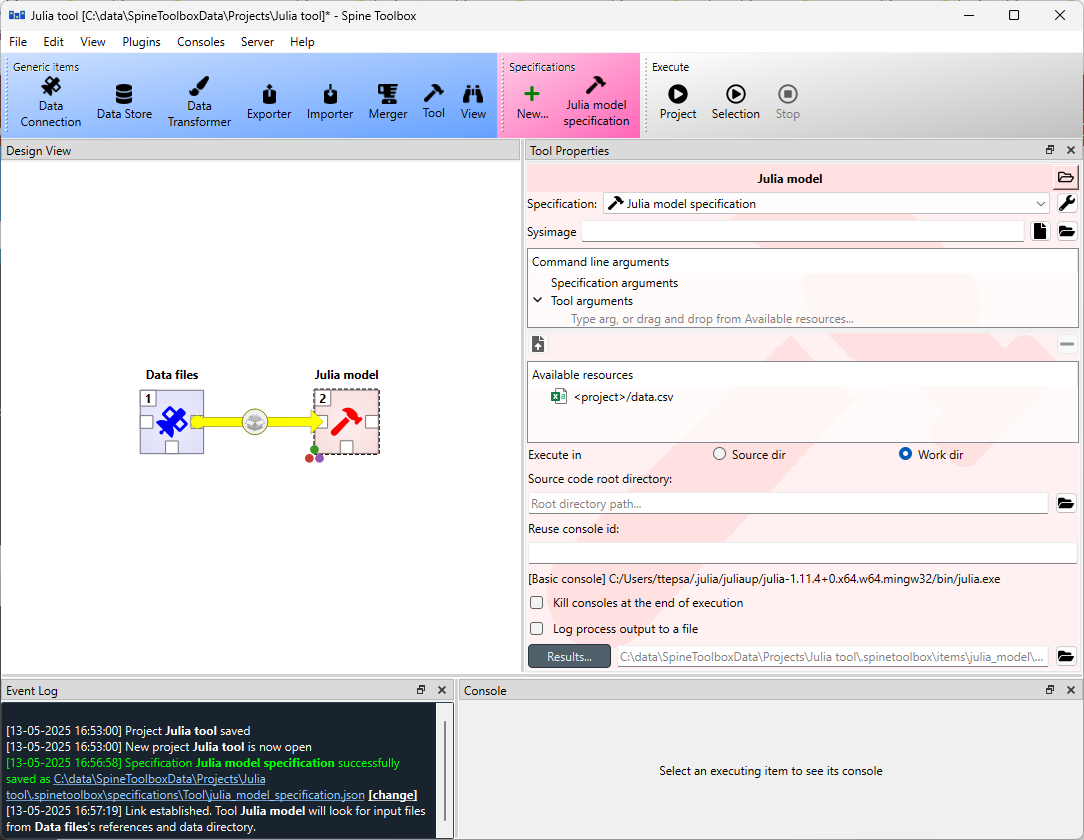 Julia tool [C:\data\SpineToolboxData\Projects\Julia tool]* - Spine Toolbox
File Edit View Plugins Consoles Server Help
Generic items
Data Connection
Data Store
Data Transformer
Exporter
Importer
Merger
Tool
View
Specifications
New...
Julia model specification
Execute
Project
Selection
Stop
Design View
Data files
1
Julia model
2
Tool Properties
Julia model
Specification: Julia model specification
Sysimage
Command line arguments
Specification arguments
Tool arguments
Type arg, or drag and drop from Available resources...
Available resources
<project>/data.csv
Execute in Source dir Work dir
Source code root directory:
Root directory path...
Reuse console id:
[Basic console] C:/Users/ttepsa/.julia/juliaup/julia-1.11.4+0.x64.w64.mingw32/bin/julia.exe
Kill consoles at the end of execution
Log process output to a file
Results... C:\data\SpineToolboxData\Projects\Julia tool\.spinetoolbox\items\julia_model\...
Event Log
[13-05-2025 16:53:00] Project Julia tool saved
[13-05-2025 16:53:00] New project Julia tool is now open
[13-05-2025 16:56:58] Specification Julia model specification successfully
saved as C:\data\SpineToolboxData\Projects\Julia
tool\.spinetoolbox\specifications\Tool\julia_model_specification.json [change]
[13-05-2025 16:57:19] Link established. Tool Julia model will look for input files
from Data files's references and data directory.
Console
Select an executing item to see its console